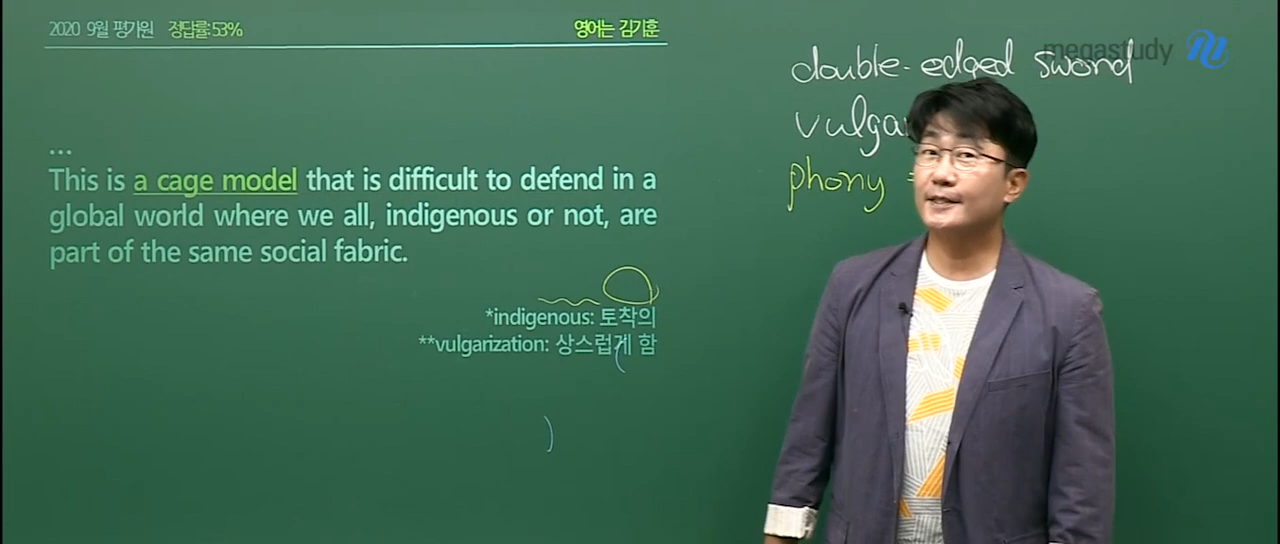 2020 9월 평가원 정답률:53% 영어는 김기훈
megastudy
double-edged sword
vulga
phony =
...
This is a cage model that is difficult to defend in a
global world where we all, indigenous or not, are
part of the same social fabric.
*indigenous: 토착의
**vulgarization: 상스럽게 함